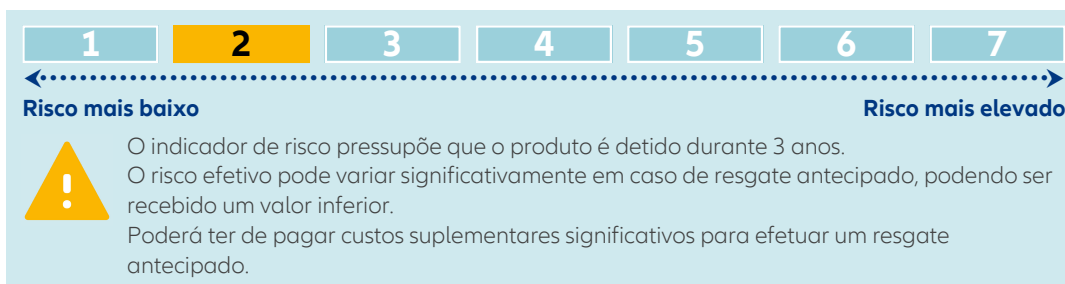 1 2 3 4 5 6 7
Risco mais baixo Risco mais elevado
O indicador de risco pressupõe que o produto é detido durante 3 anos.
O risco efetivo pode variar significativamente em caso de resgate antecipado, podendo ser
recebido um valor inferior.
Poderá ter de pagar custos suplementares significativos para efetuar um resgate
antecipado.